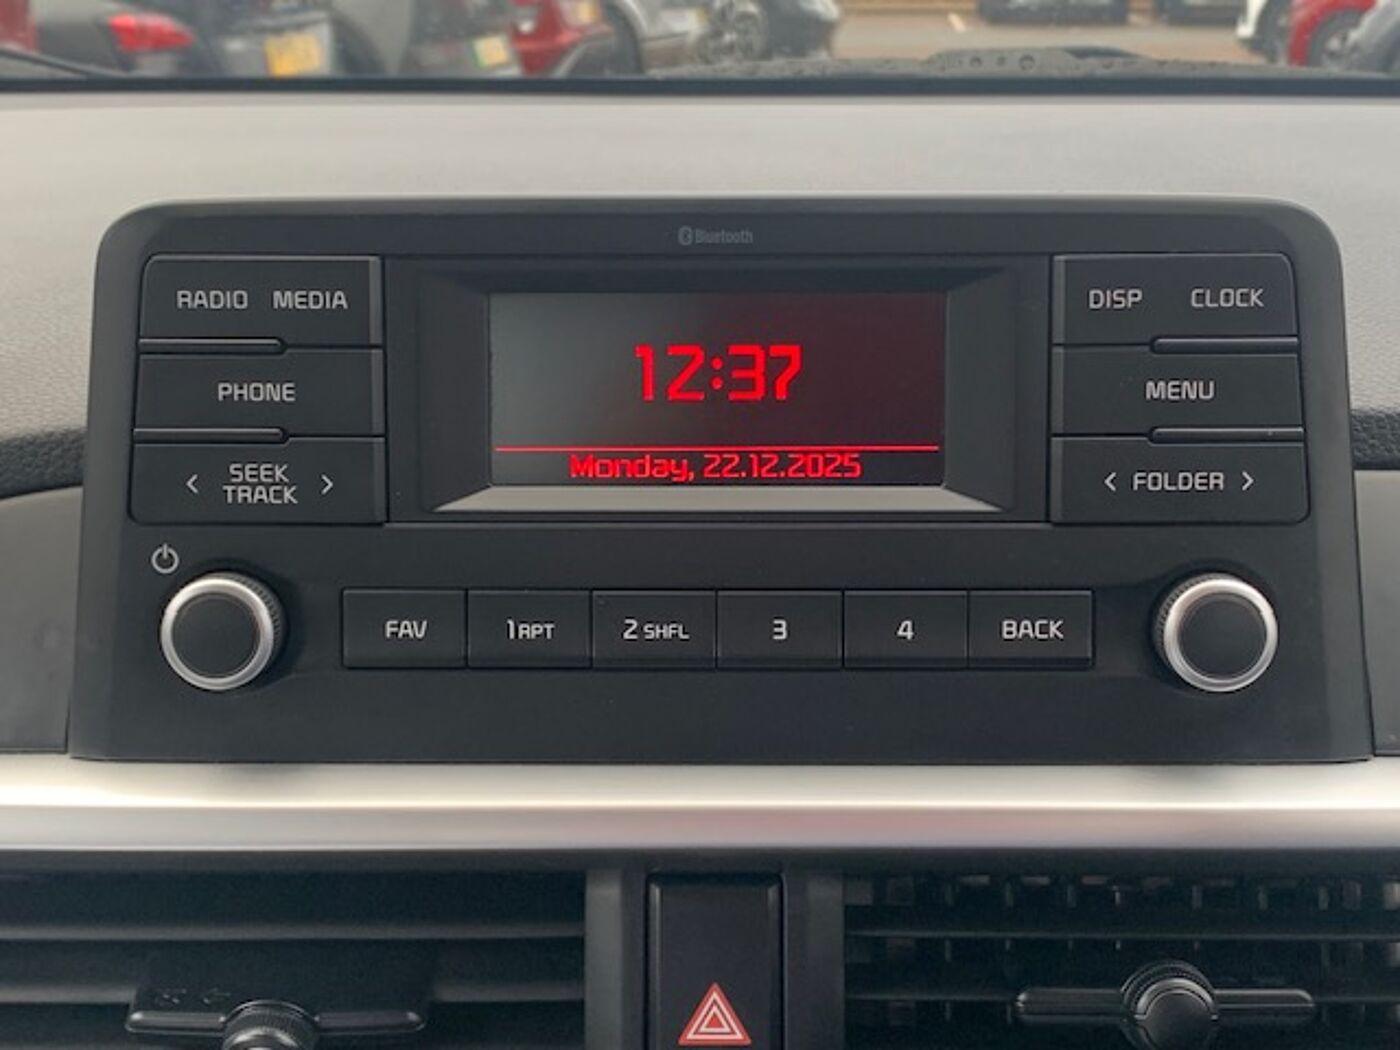 Bluetooth
RADIO MEDIA
DISP CLOCK
12:37
PHONE
MENU
Monday, 22.12.2025
< SEEK TRACK >
< FOLDER >
FAV
1 RPT
2 SHFL
3
4
BACK